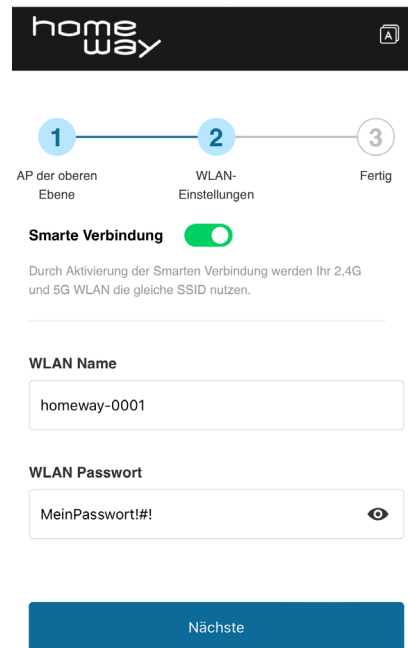 home
way
A
1
2
3
AP der oberen
Ebene
WLAN-
Einstellungen
Fertig
Smarte Verbindung
Durch Aktivierung der Smarten Verbindung werden Ihr 2,4G
und 5G WLAN die gleiche SSID nutzen.
WLAN Name
homeway-0001
WLAN Passwort
MeinPasswort!#!
Nächste